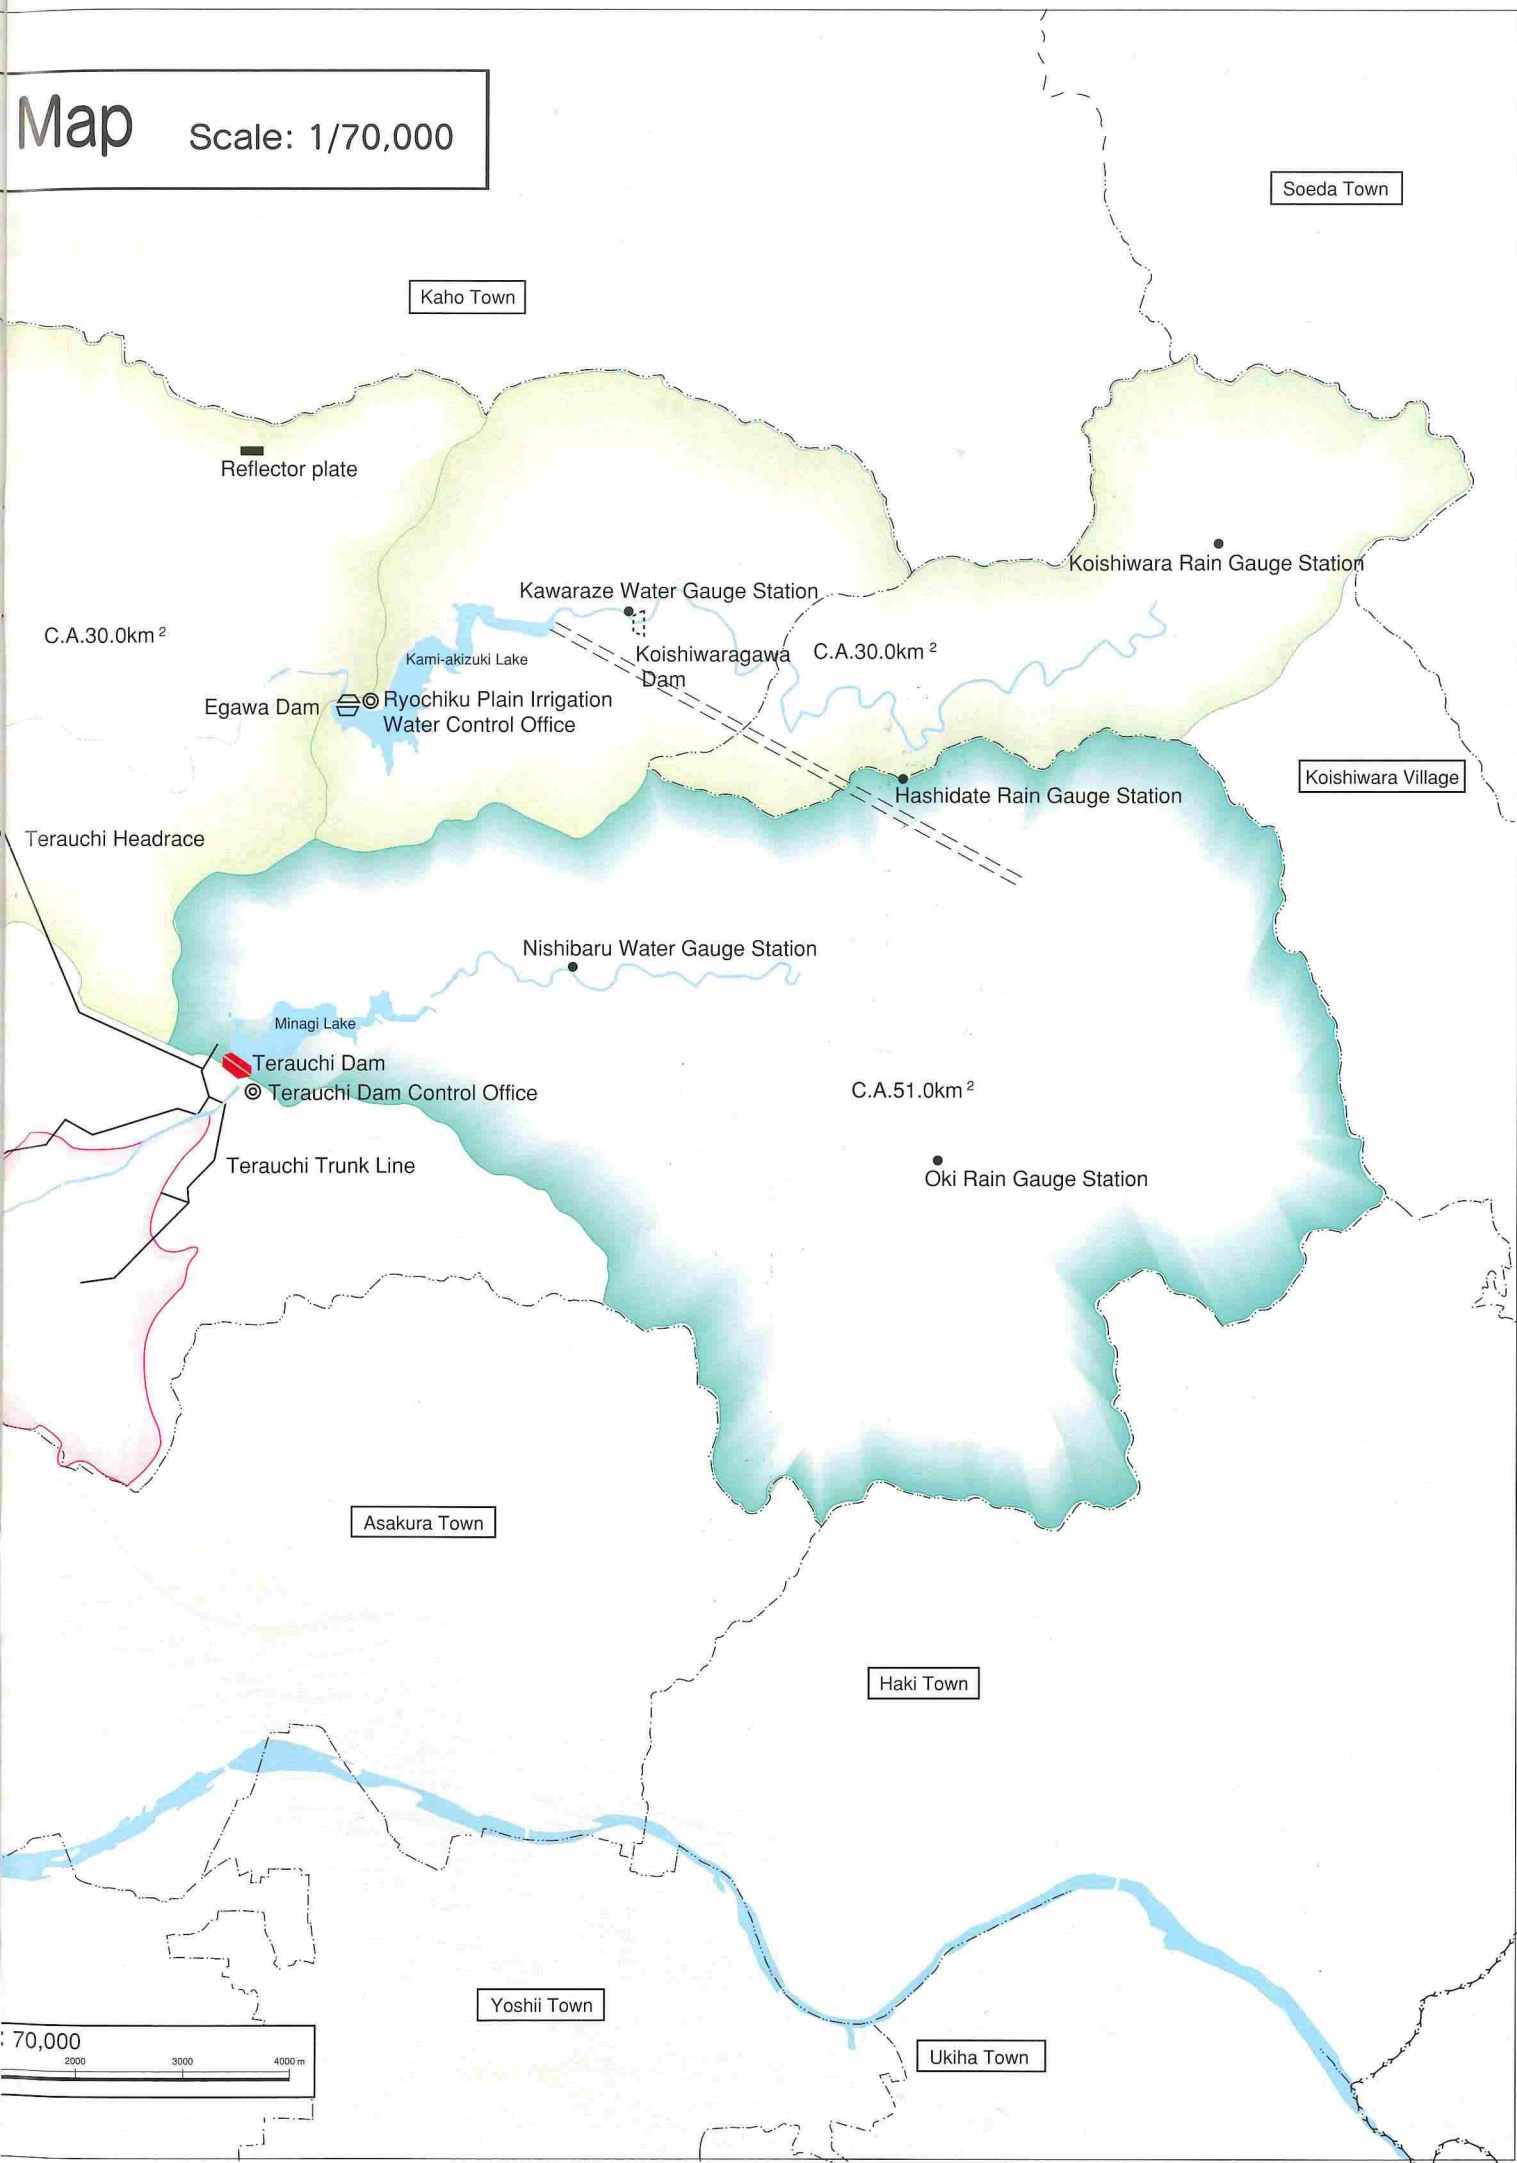 Map Scale: 1/70,000
Soeda Town
Kaho Town
Reflector plate
Koishiwara Rain Gauge Station
Kawaraze Water Gauge Station
C.A.30.0km²
Koishiwaragawa
Dam
C.A.30.0km²
Kami-akizuki Lake
Egawa Dam
Ryochiku Plain Irrigation
Water Control Office
Koishiwara Village
Hashidate Rain Gauge Station
Terauchi Headrace
Nishibaru Water Gauge Station
Minagi Lake
Terauchi Dam
Terauchi Dam Control Office
C.A.51.0km²
Terauchi Trunk Line
Oki Rain Gauge Station
Asakura Town
Haki Town
Yoshii Town
Ukiha Town
: 70,000
2000 3000 4000 m